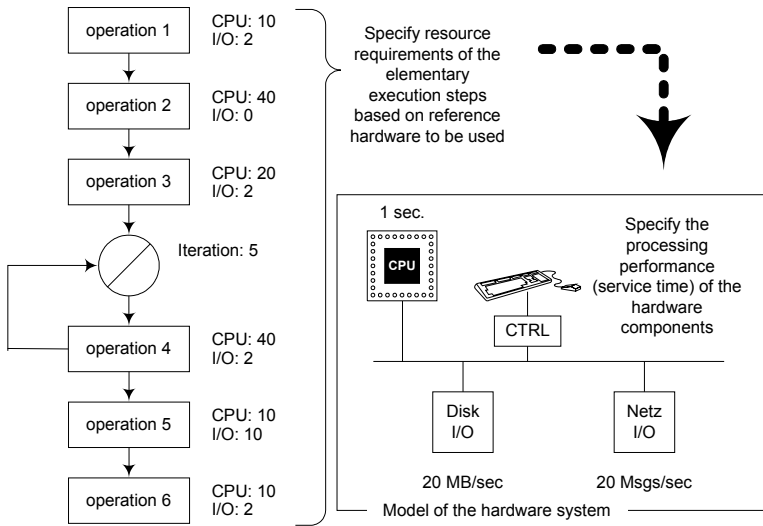 operation 1
CPU: 10
I/O: 2
operation 2
CPU: 40
I/O: 0
operation 3
CPU: 20
I/O: 2
Iteration: 5
operation 4
CPU: 40
I/O: 2
operation 5
CPU: 10
I/O: 10
operation 6
CPU: 10
I/O: 2
Specify resource
requirements of the
elementary
execution steps
based on reference
hardware to be used
1 sec.
CPU
CTRL
Specify the
processing
performance
(service time) of the
hardware
components
Disk
I/O
Netz
I/O
20 MB/sec
20 Msgs/sec
Model of the hardware system